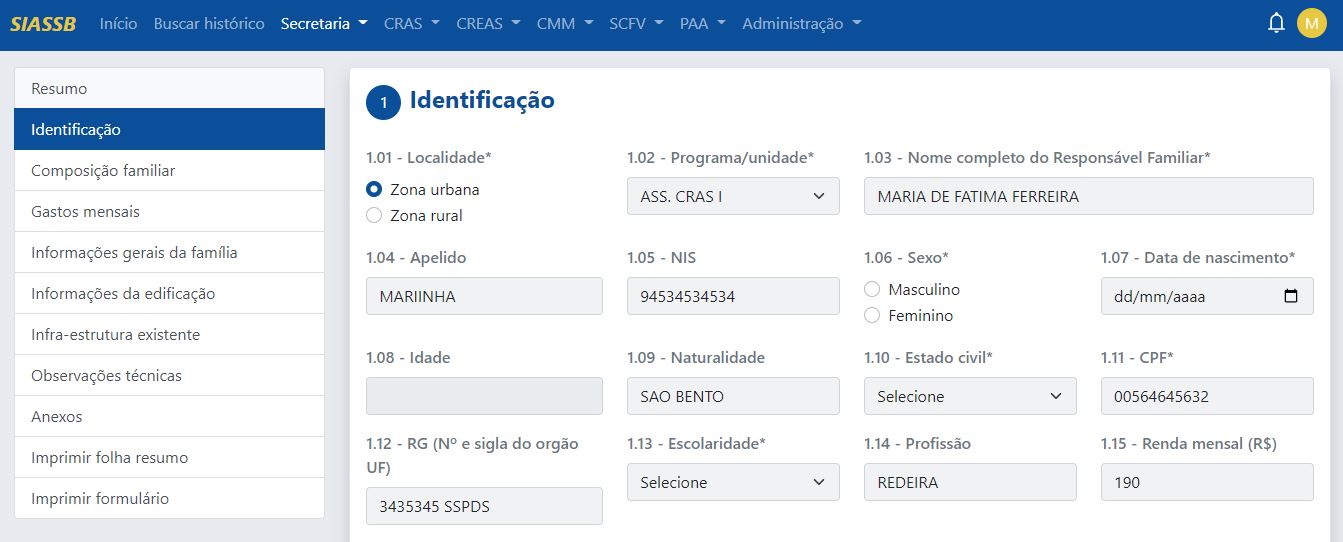 SIASSB Início Buscar histórico Secretaria CRAS CREAS CMM SCFV PAA Administração M
Resumo
Identificação
Composição familiar
Gastos mensais
Informações gerais da família
Informações da edificação
Infra-estrutura existente
Observações técnicas
Anexos
Imprimir folha resumo
Imprimir formulário
1 Identificação
1.01 - Localidade* 1.02 - Programa/unidade* 1.03 - Nome completo do Responsável Familiar*
Zona urbana ASS. CRAS I MARIA DE FATIMA FERREIRA
Zona rural
1.04 - Apelido 1.05 - NIS 1.06 - Sexo* 1.07 - Data de nascimento*
MARIINHA 94534534534 Masculino dd/mm/aaaa
Feminino
1.08 - Idade 1.09 - Naturalidade 1.10 - Estado civil* 1.11 - CPF*
SAO BENTO Selecione 00564645632
1.12 - RG (Nº e sigla do orgão 1.13 - Escolaridade* 1.14 - Profissão 1.15 - Renda mensal (R$)
UF)
3435345 SSPDS Selecione REDEIRA 190